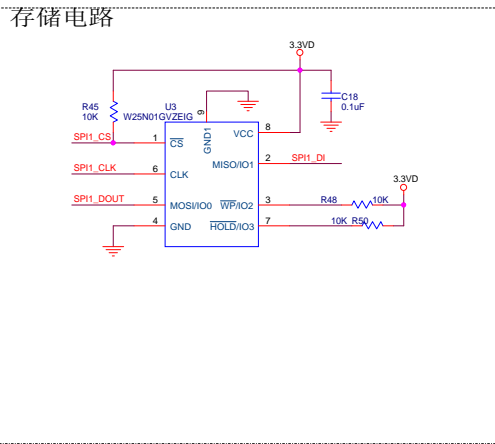 存储电路
3.3VD
R45
10K
U3
W25N01GVZEIG
9
C18
0.1uF
SPI1_CS
1
CS
GND1
VCC
8
MISO/IO1
2
SPI1_DI
SPI1_CLK
6
CLK
3.3VD
SPI1_DOUT
5
MOSI/IO0
WP/IO2
3
R48
10K
4
GND
HOLD/IO3
7
10K
R50